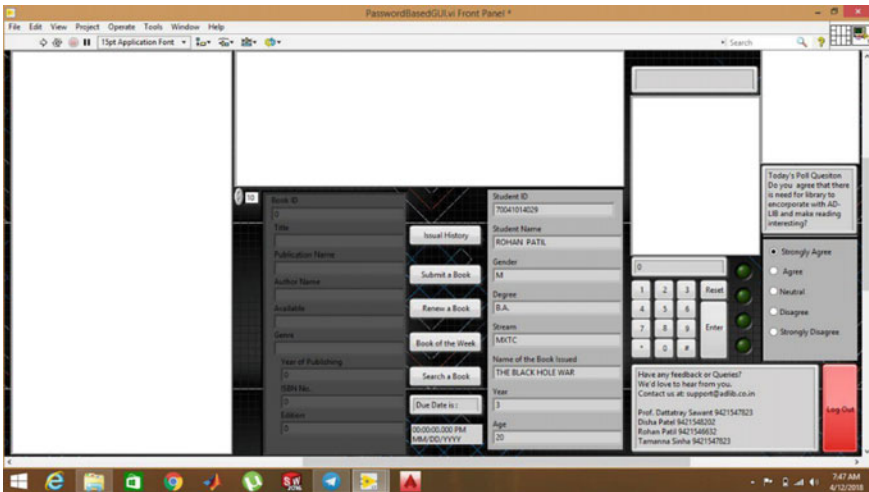 PasswordBasedGUI.vi Front Panel *
File Edit View Project Operate Tools Window Help
15pt Application Font
Search
10
Book ID
0
Title
Publication Name
Author Name
Available
Genre
Year of Publishing
0
ISBN No.
0
Edition
0
Issual History
Submit a Book
Renew a Book
Book of the Week
Search a Book
Due Date is :
00:00:00.000 PM
MM/DD/YYYY
Student ID
70041014029
Student Name
ROHAN PATIL
Gender
M
Degree
B.A.
Stream
MXTC
Name of the Book Issued
THE BLACK HOLE WAR
Year
3
Age
20
0
1 2 3 Reset
4 5 6
7 8 9 Enter
* 0 #
Today's Poll Quesiton
Do you agree that there
is need for library to
encorporate with AD-
LIB and make reading
interesting?
Strongly Agree
Agree
Neutral
Disagree
Strongly Disagree
Have any feedback or Queries?
We'd love to hear from you.
Contact us at: support@adlib.co.in
Prof. Dattatray Sawant 9421547823
Disha Patel 9421548202
Rohan Patil 9421546632
Tamanna Sinha 9421547823
Log Out
SW
2016
7:47 AM
4/12/2018